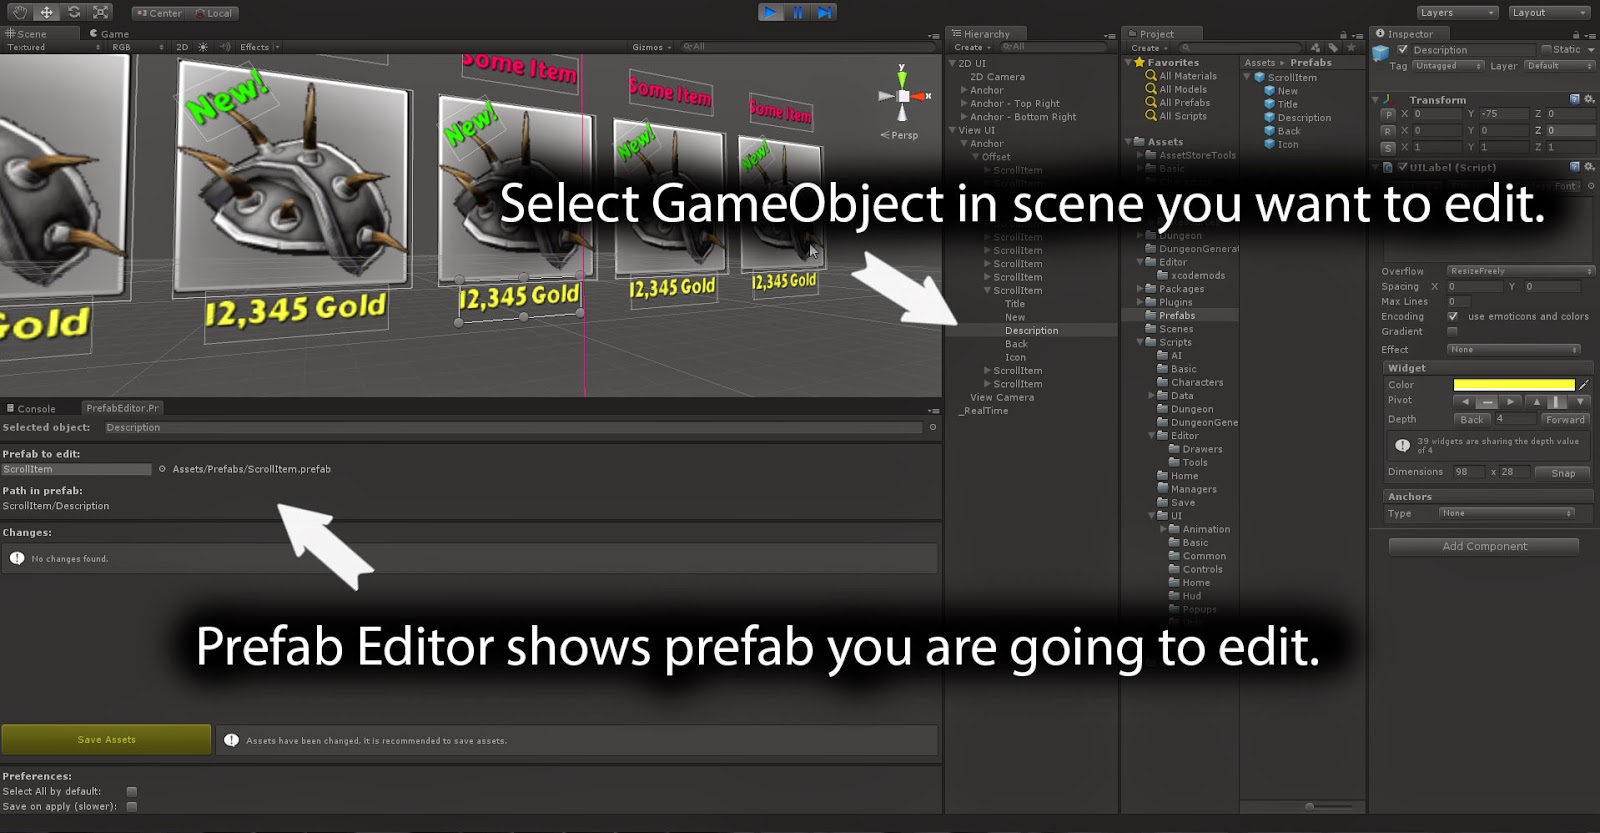 Center
Local
Layers
Layout
Scene
Game
Textured
RGB
2D
Effects
Gizmos
All
New!
Some Item
Some Item
Some Item
New!
New!
New!
y
x
Persp
Gold
12,345 Gold
12,345 Gold
12,345 Gold
12,345 Gold
Hierarchy
Create
All
2D UI
2D Camera
Anchor
Anchor - Top Right
Anchor - Bottom Right
View UI
Anchor
Offset
ScrollItem
ScrollItem
ScrollItem
ScrollItem
ScrollItem
ScrollItem
ScrollItem
Title
New
Description
Back
Icon
ScrollItem
ScrollItem
View Camera
_RealTime
Project
Create
Favorites
All Materials
All Models
All Prefabs
All Scripts
Assets
AssetStoreTools
Basic
Dungeon
DungeonGenerat
Editor
xcodemods
Packages
Plugins
Prefabs
Scenes
Scripts
AI
Basic
Characters
Data
Dungeon
DungeonGene
Editor
Drawers
Tools
Home
Managers
Save
UI
Animation
Basic
Common
Controls
Home
Hud
Popups
Assets
Prefabs
ScrollItem
New
Title
Description
Back
Icon
Inspector
Description
Static
Tag Untagged
Layer Default
Transform
P X 0 Y -75 Z 0
R X 0 Y 0 Z 0
S X 1 Y 1 Z 1
UILabel (Script)
Font
Overflow ResizeFreely
Spacing X 0 Y 0
Max Lines 0
Encoding use emoticons and colors
Gradient
Effect None
Widget
Color
Pivot
Depth Back 4 Forward
39 widgets are sharing the depth value
of 4
Dimensions 98 x 28 Snap
Anchors
Type None
Add Component
Select GameObject in scene you want to edit.
Console
PrefabEditor.Pr
Selected object: Description
Prefab to edit:
ScrollItem Assets/Prefabs/ScrollItem.prefab
Path in prefab:
ScrollItem/Description
Changes:
No changes found.
Prefab Editor shows prefab you are going to edit.
Save Assets
Assets have been changed, it is recommended to save assets.
Preferences:
Select All by default:
Save on apply (slower):